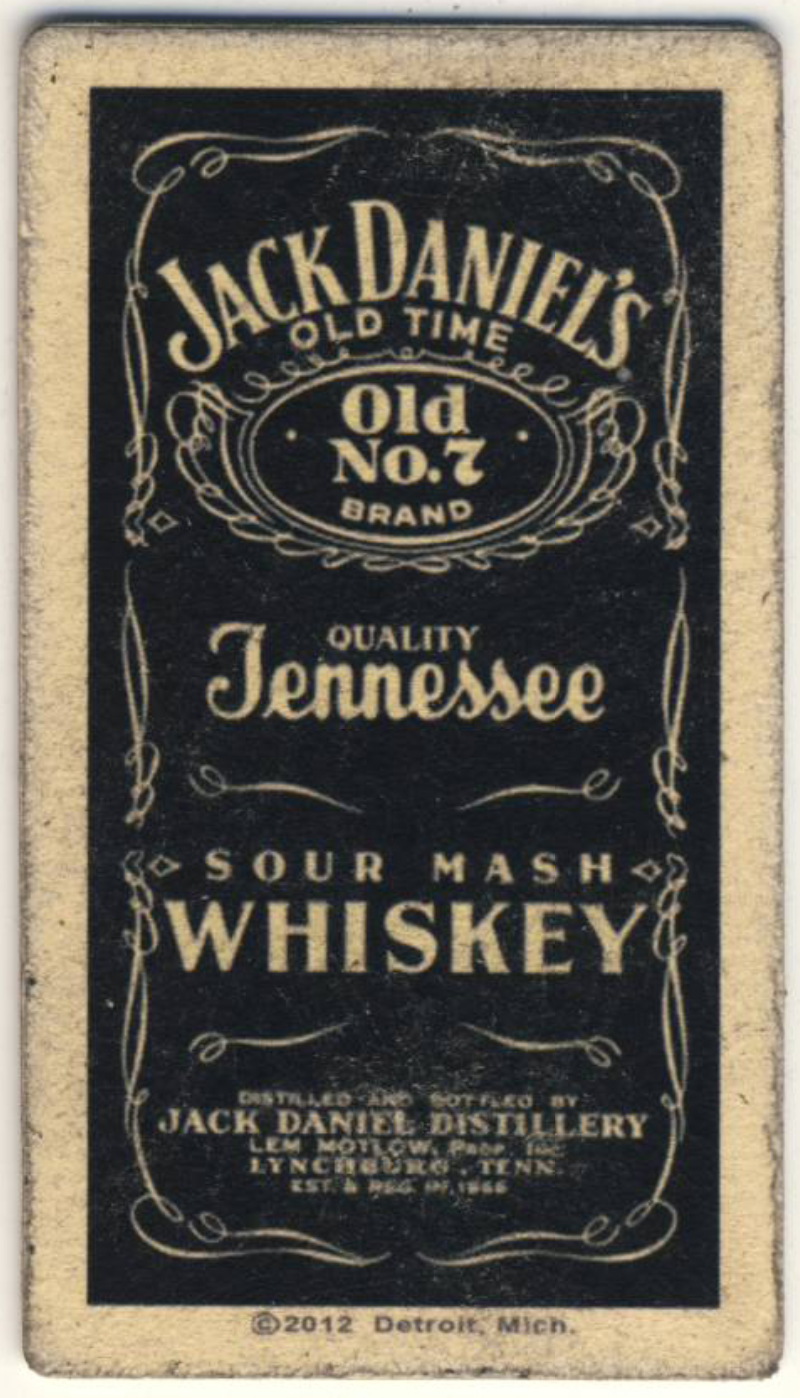 JACK DANIEL'S
OLD TIME
Old
No.7
BRAND
QUALITY
Tennessee
SOUR MASH
WHISKEY
DISTILLED AND BOTTLED BY
JACK DANIEL DISTILLERY
LEM MOTLOW, PROP. INC.
LYNCHBURG, TENN.
EST. & REG. IN 1866
©2012 Detroit, Mich.